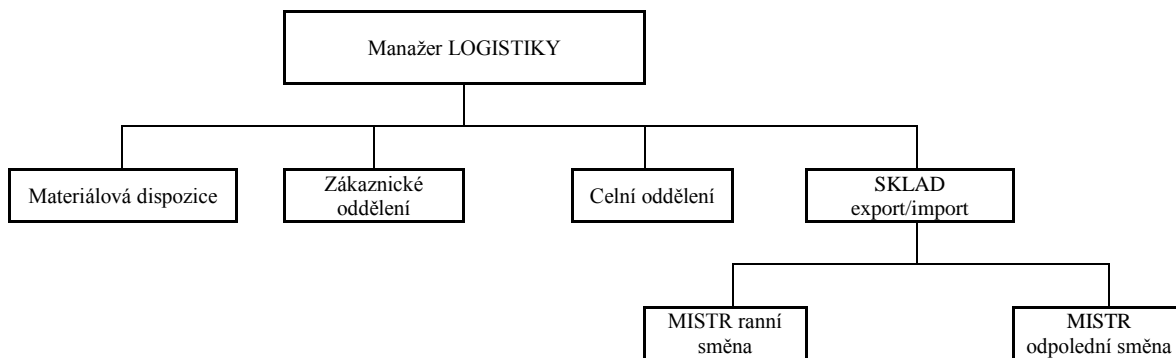 Manažer LOGISTIKY
Materiálová dispozice
Zákaznické
oddělení
Celní oddělení
SKLAD
export/import
MISTR ranní
směna
MISTR
odpolední směna